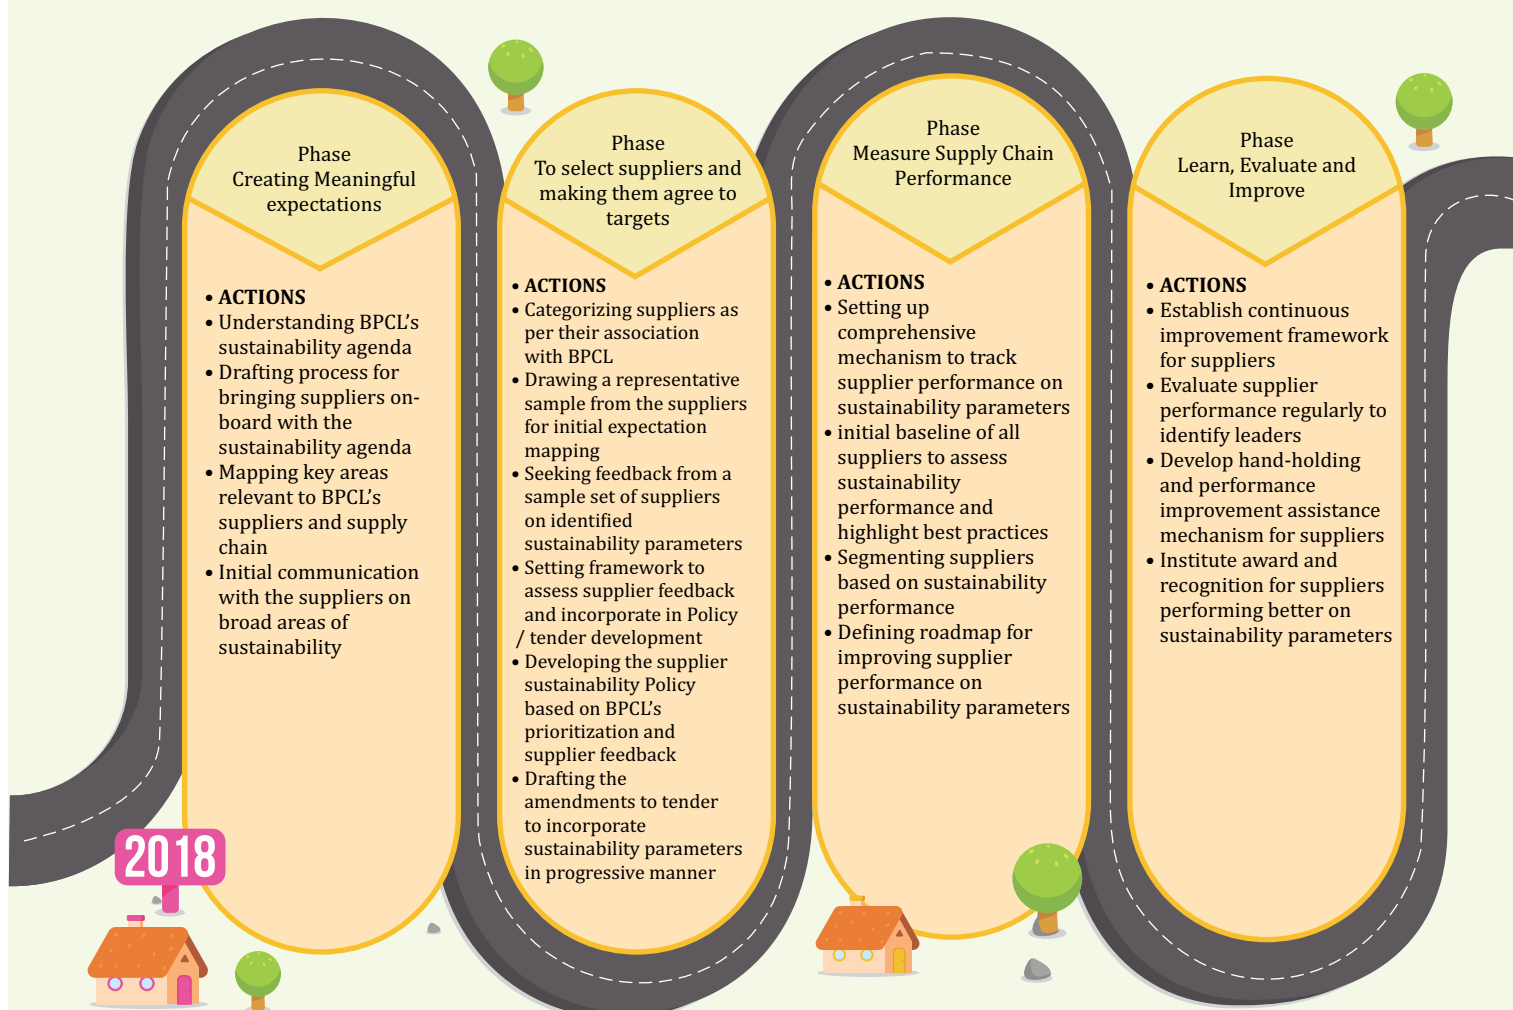 Phase
Creating Meaningful
expectations
• ACTIONS
• Understanding BPCL’s
sustainability agenda
• Drafting process for
bringing suppliers on-
board with the
sustainability agenda
• Mapping key areas
relevant to BPCL’s
suppliers and supply
chain
• Initial communication
with the suppliers on
broad areas of
sustainability
2018
Phase
To select suppliers and
making them agree to
targets
• ACTIONS
• Categorizing suppliers as
per their association
with BPCL
• Drawing a representative
sample from the suppliers
for initial expectation
mapping
• Seeking feedback from a
sample set of suppliers
on identified
sustainability parameters
• Setting framework to
assess supplier feedback
and incorporate in Policy
/ tender development
• Developing the supplier
sustainability Policy
based on BPCL’s
prioritization and
supplier feedback
• Drafting the
amendments to tender
to incorporate
sustainability parameters
in progressive manner
Phase
Measure Supply Chain
Performance
• ACTIONS
• Setting up
comprehensive
mechanism to track
supplier performance on
sustainability parameters
• initial baseline of all
suppliers to assess
sustainability
performance and
highlight best practices
• Segmenting suppliers
based on sustainability
performance
• Defining roadmap for
improving supplier
performance on
sustainability parameters
Phase
Learn, Evaluate and
Improve
• ACTIONS
• Establish continuous
improvement framework
for suppliers
• Evaluate supplier
performance regularly to
identify leaders
• Develop hand-holding
and performance
improvement assistance
mechanism for suppliers
• Institute award and
recognition for suppliers
performing better on
sustainability parameters